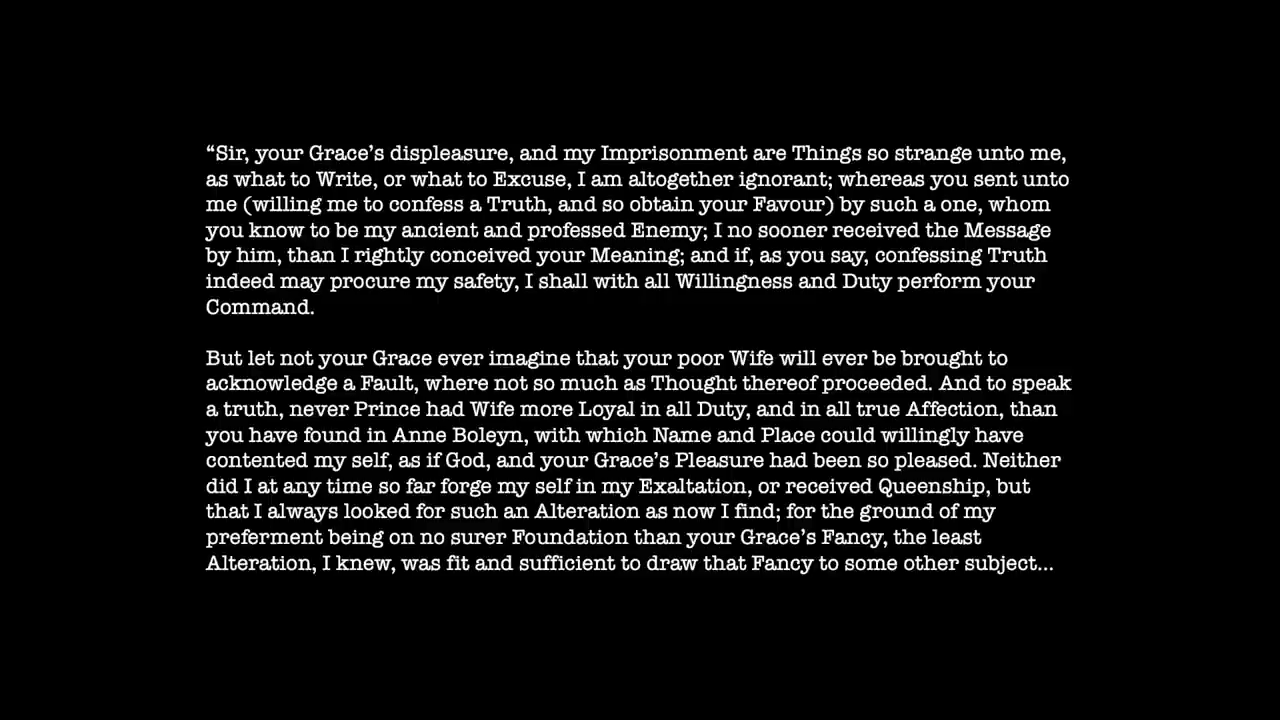 “Sir, your Grace’s displeasure, and my Imprisonment are Things so strange unto me,
as what to Write, or what to Excuse, I am altogether ignorant; whereas you sent unto
me (willing me to confess a Truth, and so obtain your Favour) by such a one, whom
you know to be my ancient and professed Enemy; I no sooner received the Message
by him, than I rightly conceived your Meaning; and if, as you say, confessing Truth
indeed may procure my safety, I shall with all Willingness and Duty perform your
Command.
But let not your Grace ever imagine that your poor Wife will ever be brought to
acknowledge a Fault, where not so much as Thought thereof proceeded. And to speak
a truth, never Prince had Wife more Loyal in all Duty, and in all true Affection, than
you have found in Anne Boleyn, with which Name and Place could willingly have
contented my self, as if God, and your Grace’s Pleasure had been so pleased. Neither
did I at any time so far forge my self in my Exaltation, or received Queenship, but
that I always looked for such an Alteration as now I find; for the ground of my
preferment being on no surer Foundation than your Grace’s Fancy, the least
Alteration, I knew, was fit and sufficient to draw that Fancy to some other subject...